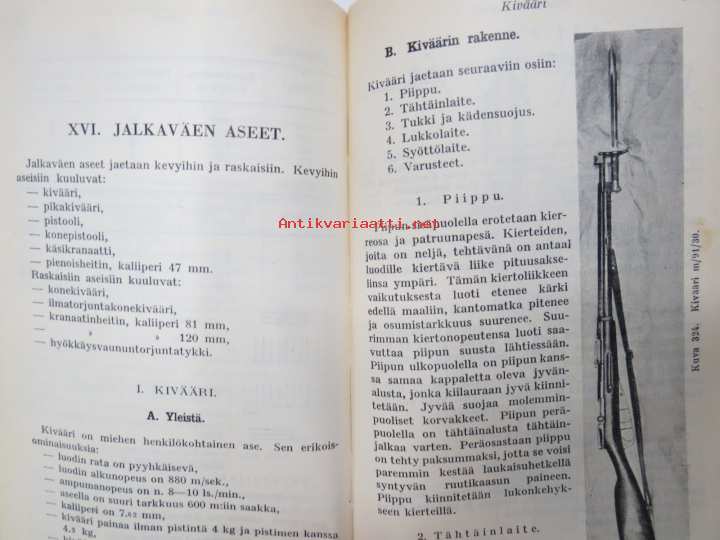 XVI. JALKAVÄEN ASEET.
Jalkaväen aseet jaetaan kevyihin ja raskaisiin. Kevyihin
aseisiin kuuluvat:
— kivääri,
— pikakivääri,
— pistooli,
— konepistooli,
— käsikranaatti,
— pienoisheitin, kaliiperi 47 mm.
Raskaisiin aseisiin kuuluvat:
— konekivääri,
— ilmatorjuntakonekivääri,
— kranaatinheitin, kaliiperi 81 mm,
— » » 120 mm,
— hyökkäysvaununtorjuntatykki.
1. KIVÄÄRI.
A. Yleistä.
Kivääri on miehen henkilökohtainen ase. Sen erikois-
ominaisuuksia:
— luodin rata on pyyhkäisevä,
— luodin alkunopeus on 880 m/sek.,
— ampumanopeus on n. 8—10 ls./min.,
— aseella on suuri tarkkuus 600 m:iin saakka,
— kaliiperi on 7,62 mm,
— kivääri painaa ilman pistintä 4 kg ja pistimen kanssa
4,5 kg,
Kivääri
B. Kiväärin rakenne.
Kivääri jaetaan seuraaviin osiin:
1. Piippu.
2. Tähtäinlaite.
3. Tukki ja kädensuojus.
4. Lukkolaite.
5. Syöttölaite.
6. Varusteet.
1. Piippu.
Piipun sisäpuolella erotetaan kier-
reosa ja patruunapesä. Kierteiden,
joita on neljä, tehtävänä on antaa
luodille kiertävä liike pituusakse-
linsa ympäri. Tämän kiertoliikkeen
vaikutuksesta luoti etenee kärki
edellä maaliin, kantomatka pitenee
ja osumistarkkuus suurenee. Suu-
rimman kiertonopeutensa luoti saa-
vuttaa piipun suusta lähtiessään.
Piipun ulkopuolella on piipun kans-
sa samaa kappaletta oleva jyvän-
alusta, jonka kiilauraan jyvä kiinni-
tetään. Jyvää suojaa molemmin-
puoliset korvakkeet. Piipun perä-
puolella on tähtäinalusta tähtäin-
jalkaa varten. Peräosastaan piippu
on tehty paksummaksi, jotta se voisi
paremmin kestää laukaisuhetkellä
syntyvän ruutikaasun paineen.
Piippu kiinnitetään lukonkehyk-
seen kierteillä.
2. Tähtäinlaite.
Kuva 324. Kivääri m/91/30.
Antikvariaatti.net